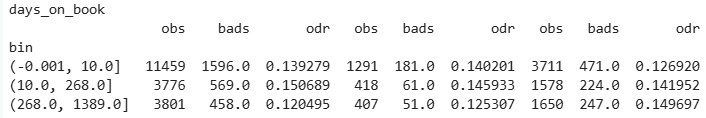 days_on_book
obs bads odr obs bads odr obs bads odr
bin
(-0.001, 10.0] 11459 1596.0 0.139279 1291 181.0 0.140201 3711 471.0 0.126920
(10.0, 268.0] 3776 569.0 0.150689 418 61.0 0.145933 1578 224.0 0.141952
(268.0, 1389.0] 3801 458.0 0.120495 407 51.0 0.125307 1650 247.0 0.149697